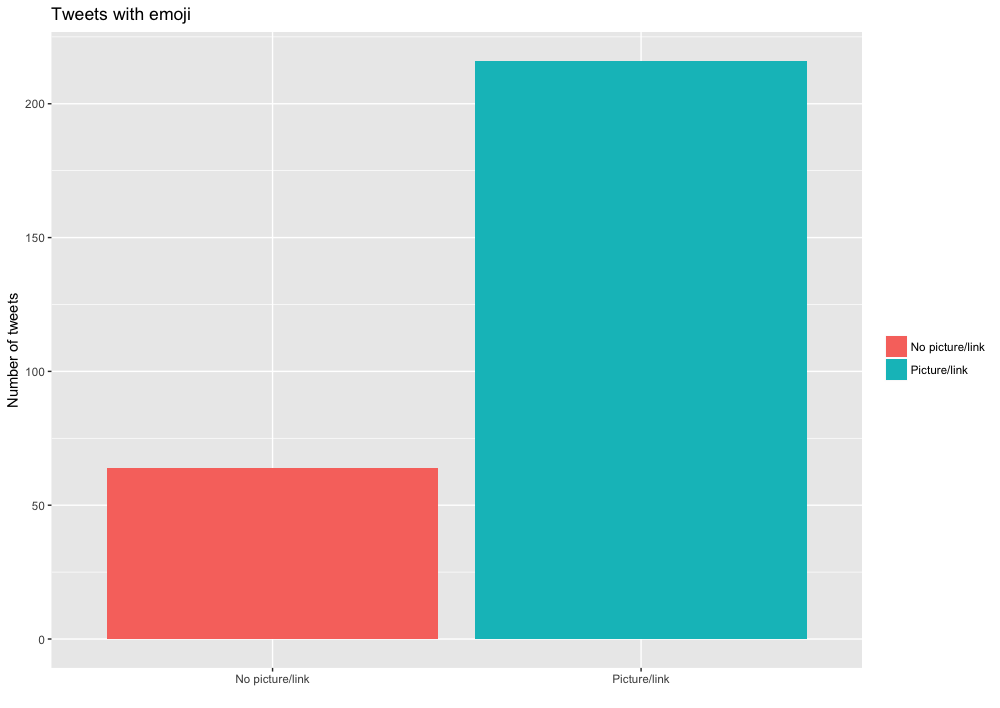 Tweets with emoji
Number of tweets
200
150
100
50
0
No picture/link
Picture/link
No picture/link
Picture/link